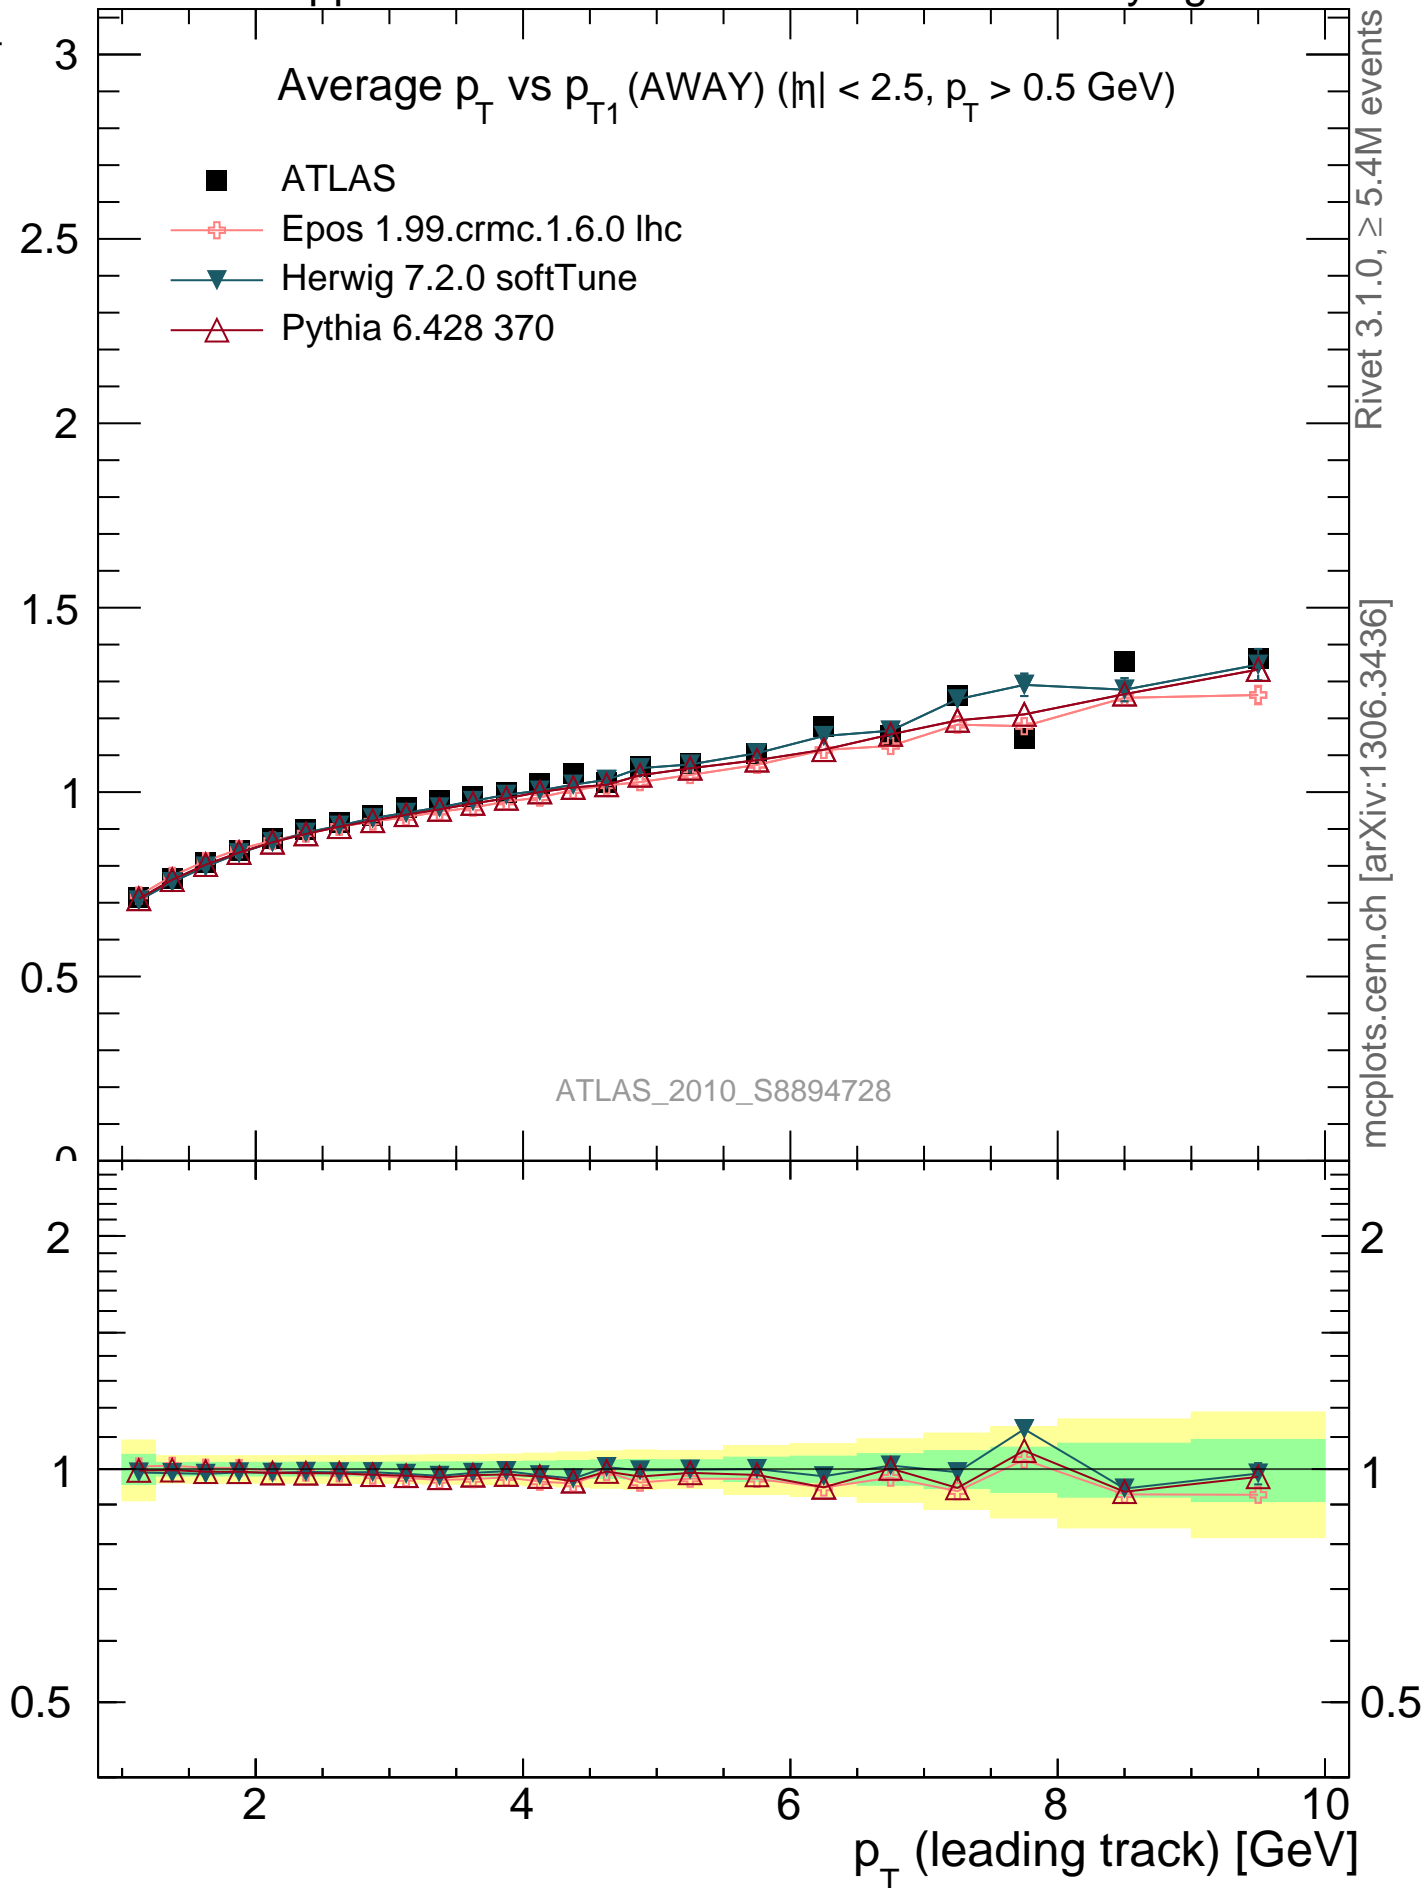 Average p_T vs p_T1 (AWAY) (|η| < 2.5, p_T > 0.5 GeV)
ATLAS
Epos 1.99.crmc.1.6.0 lhc
Herwig 7.2.0 softTune
Pythia 6.428 370
3
2.5
2
1.5
1
0.5
0
ATLAS_2010_S8894728
Rivet 3.1.0, ≥ 5.4M events
mcplots.cern.ch [arXiv:1306.3436]
2
1
0.5
2
1
0.5
2
4
6
8
10
p_T (leading track) [GeV]